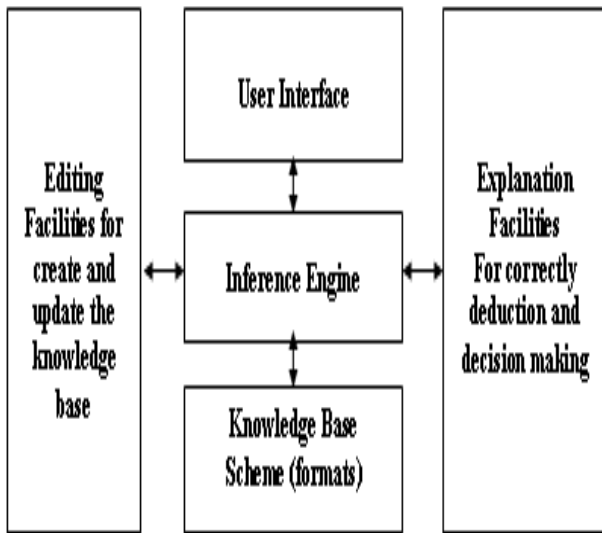 Editing
Facilities for
create and
update the
knowledge
base
User Interface
Inference Engine
Knowledge Base
Scheme (formats)
Explanation
Facilities
For correctly
deduction and
decision making